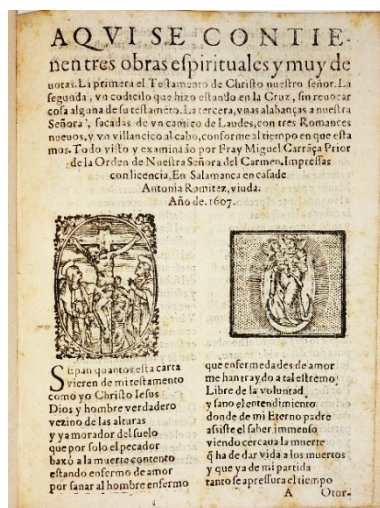 AQVI SE CONTIE-
nen tres obras espirituales y muy de
uotas. La primera el Testamento de Christo nuestro señor. La
segunda, vn codicilo que hizo estando en la Cruz, sin reuocar
cosa alguna de su testamẽto. La tercera, vnas alabanças a nuestra
Señora, sacadas de vn cantico de Laudes, con tres Romances
nueuos, y vn villancico al cabo, conforme al tiempo en que esta
mos. Todo visto y examinado por Fray Miguel Carrãça Prior
de la Orden de Nuestra Señora del Carmen. Impressas
con licencia, En Salamanca en casa de
Antonia Ramirez, viuda.
Año de. 1607.
Sepan quantos esta carta
vieren de mi testamento
como yo Christo Iesus
Dios y hombre verdadero
vezino de las alturas
y ya morador del suelo
que por solo el pecador
baxò a la muerte contento
estando enfermo de amor
por sanar al hombre enfermo
que enfermedades de amor
me han traydo a tal estremo
Libre de la voluntad
y sano el entendimiento
donde de mi Eterno padre
asiste el saber immenso
viendo cercaua la muerte
q̃ ha de dar vida a los muertos
y que ya de mi partida
tanto se apressura el tiempo
A Otor-